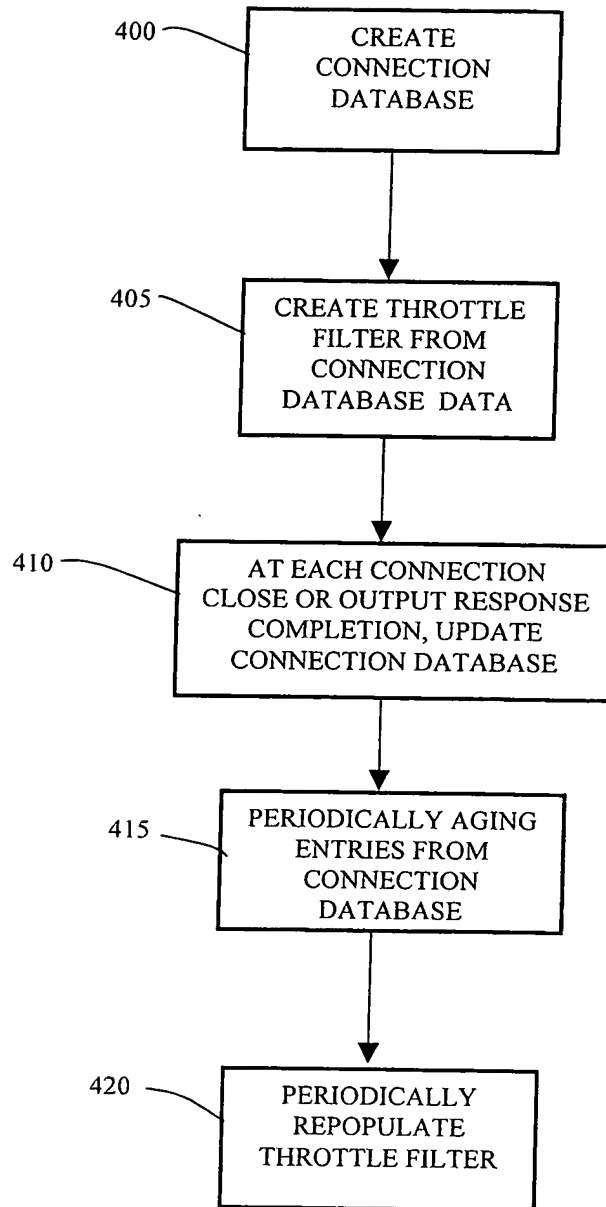 400
CREATE
CONNECTION
DATABASE
405
CREATE THROTTLE
FILTER FROM
CONNECTION
DATABASE DATA
410
AT EACH CONNECTION
CLOSE OR OUTPUT RESPONSE
COMPLETION, UPDATE
CONNECTION DATABASE
415
PERIODICALLY AGING
ENTRIES FROM
CONNECTION
DATABASE
420
PERIODICALLY
REPOPULATE
THROTTLE FILTER